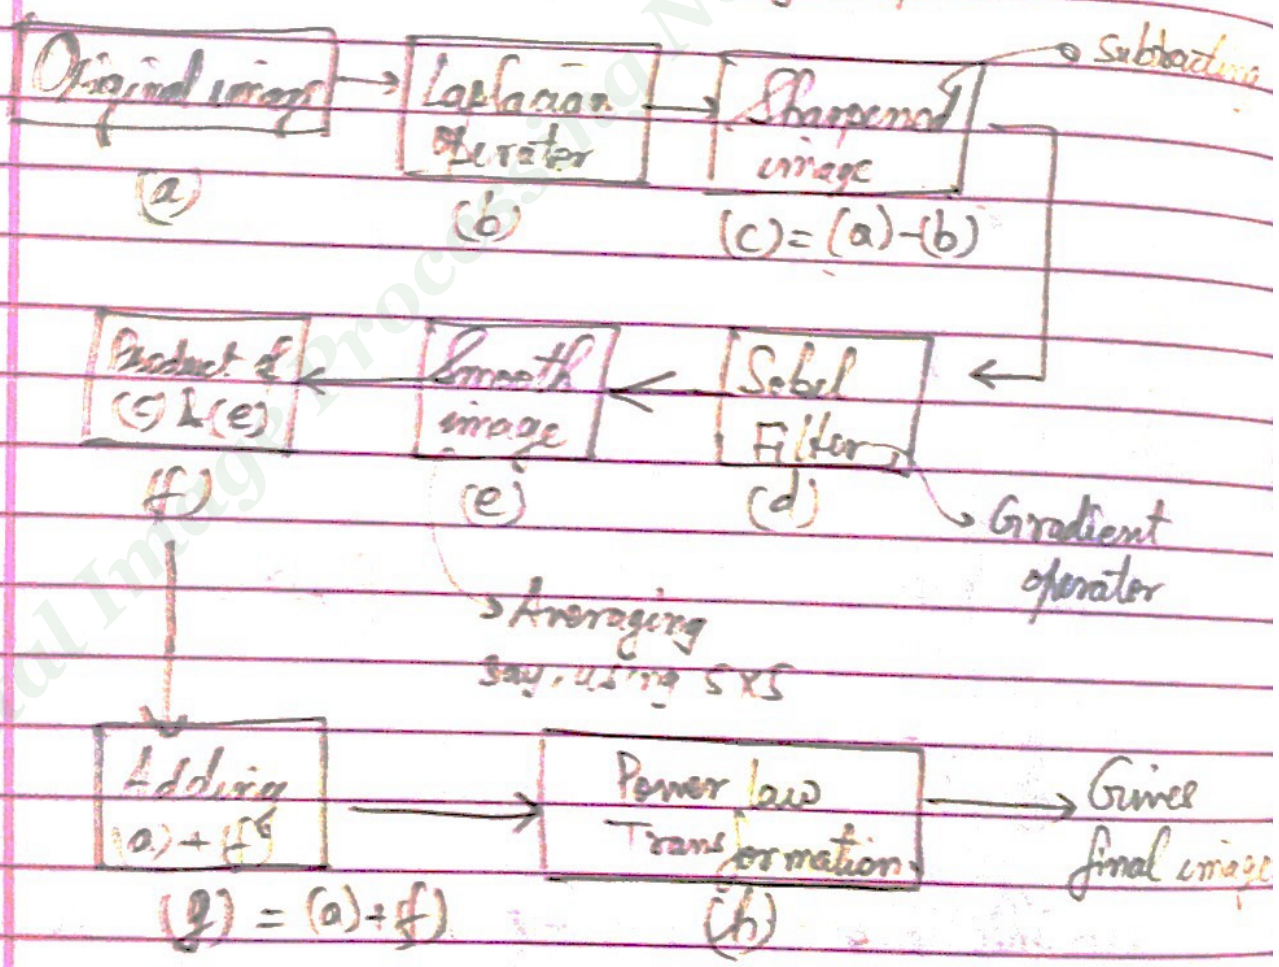 Original image
(a)
Laplacian
operator
(b)
Sharpened
image
(c) = (a) - (b)
Subtracting
Sobel
Filter
(d)
Gradient
operator
Smooth
image
(e)
Averaging
say, using 5x5
Product of
(c) & (e)
(f)
Adding
(a) + (f)
(g) = (a) + (f)
Power law
Transformation
(h)
Gives
final image